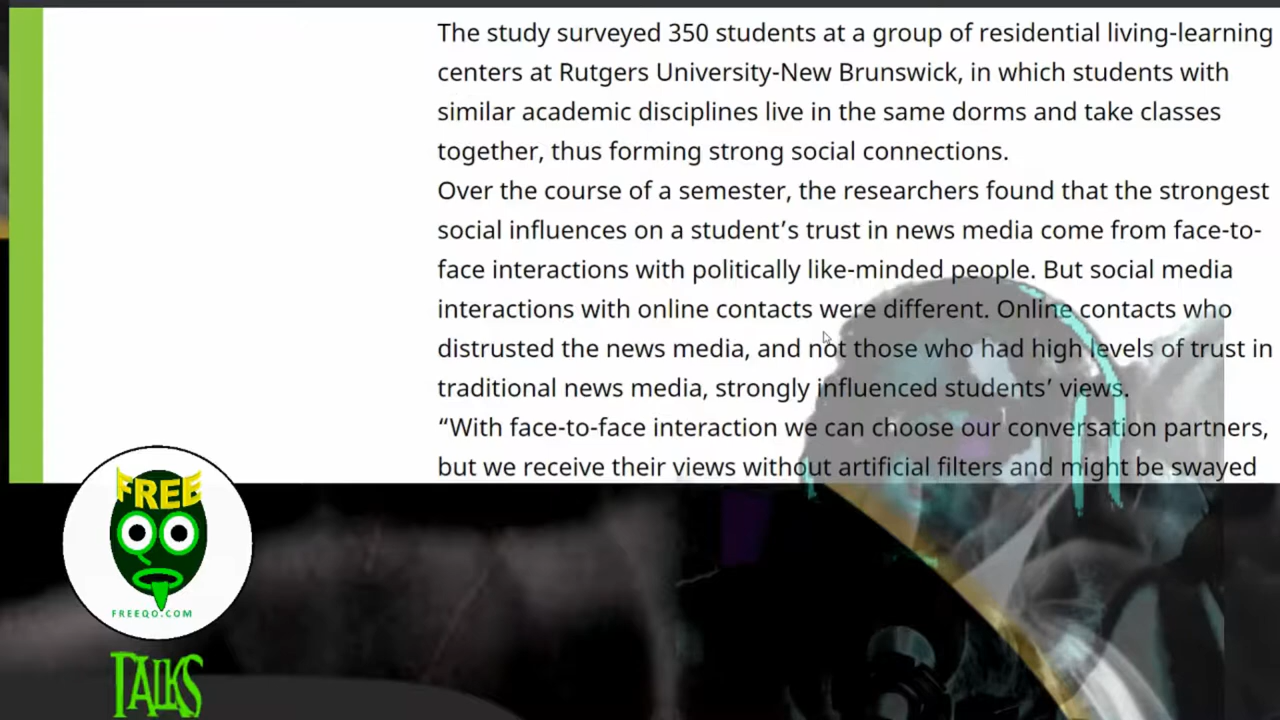 The study surveyed 350 students at a group of residential living-learning
centers at Rutgers University-New Brunswick, in which students with
similar academic disciplines live in the same dorms and take classes
together, thus forming strong social connections.
Over the course of a semester, the researchers found that the strongest
social influences on a student’s trust in news media come from face-to-
face interactions with politically like-minded people. But social media
interactions with online contacts were different. Online contacts who
distrusted the news media, and not those who had high levels of trust in
traditional news media, strongly influenced students’ views.
“With face-to-face interaction we can choose our conversation partners,
but we receive their views without artificial filters and might be swayed
FREE
FREEQO.COM
TALKS